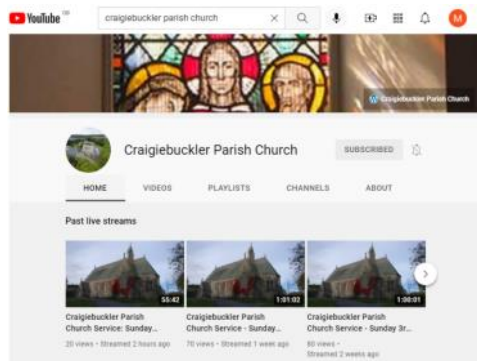 YouTube GB
craigiebuckler parish church
M
Craigiebuckler Parish Church
Craigiebuckler Parish Church
SUBSCRIBED
HOME VIDEOS PLAYLISTS CHANNELS ABOUT
Past live streams
55:42 1:01:02 1:00:01
Craigiebuckler Parish Craigiebuckler Parish Craigiebuckler Parish
Church Service: Sunday... Church Service - Sunday... Church Service - Sunday 3r...
20 views • Streamed 2 hours ago 70 views • Streamed 1 week ago 80 views •
Streamed 2 weeks ago